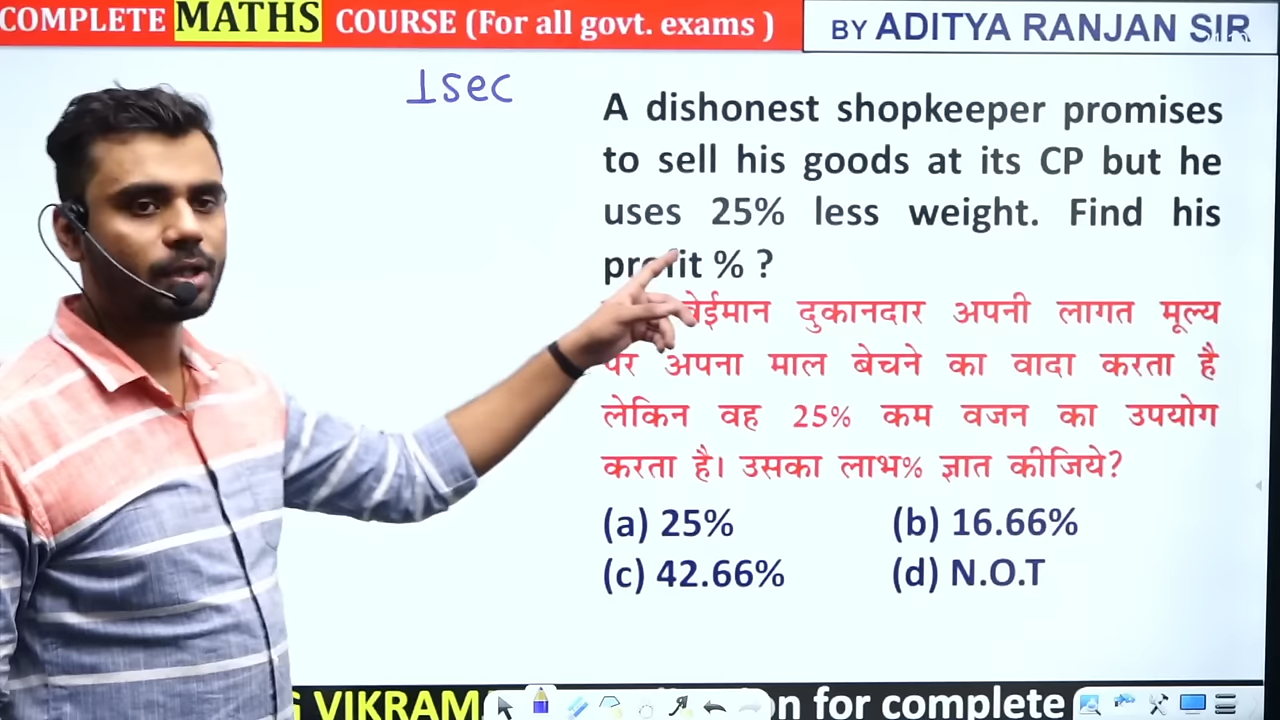 COMPLETE MATHS COURSE (For all govt. exams ) BY ADITYA RANJAN SIR
1sec
A dishonest shopkeeper promises
to sell his goods at its CP but he
uses 25% less weight. Find his
profit % ?
बेईमान दुकानदार अपनी लागत मूल्य
पर अपना माल बेचने का वादा करता है
लेकिन वह 25% कम वजन का उपयोग
करता है। उसका लाभ% ज्ञात कीजिये?
(a) 25% (b) 16.66%
(c) 42.66% (d) N.O.T
VIKRAM for complete